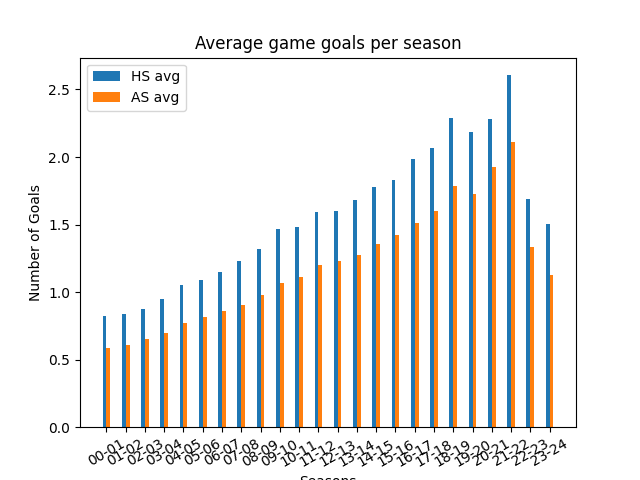 Average game goals per season
HS avg
AS avg
Number of Goals
2.5
2.0
1.5
1.0
0.5
0.0
00-01 01-02 02-03 03-04 04-05 05-06 06-07 07-08 08-09 09-10 10-11 11-12 12-13 13-14 14-15 15-16 16-17 17-18 18-19 19-20 20-21 21-22 22-23 23-24
Seasons